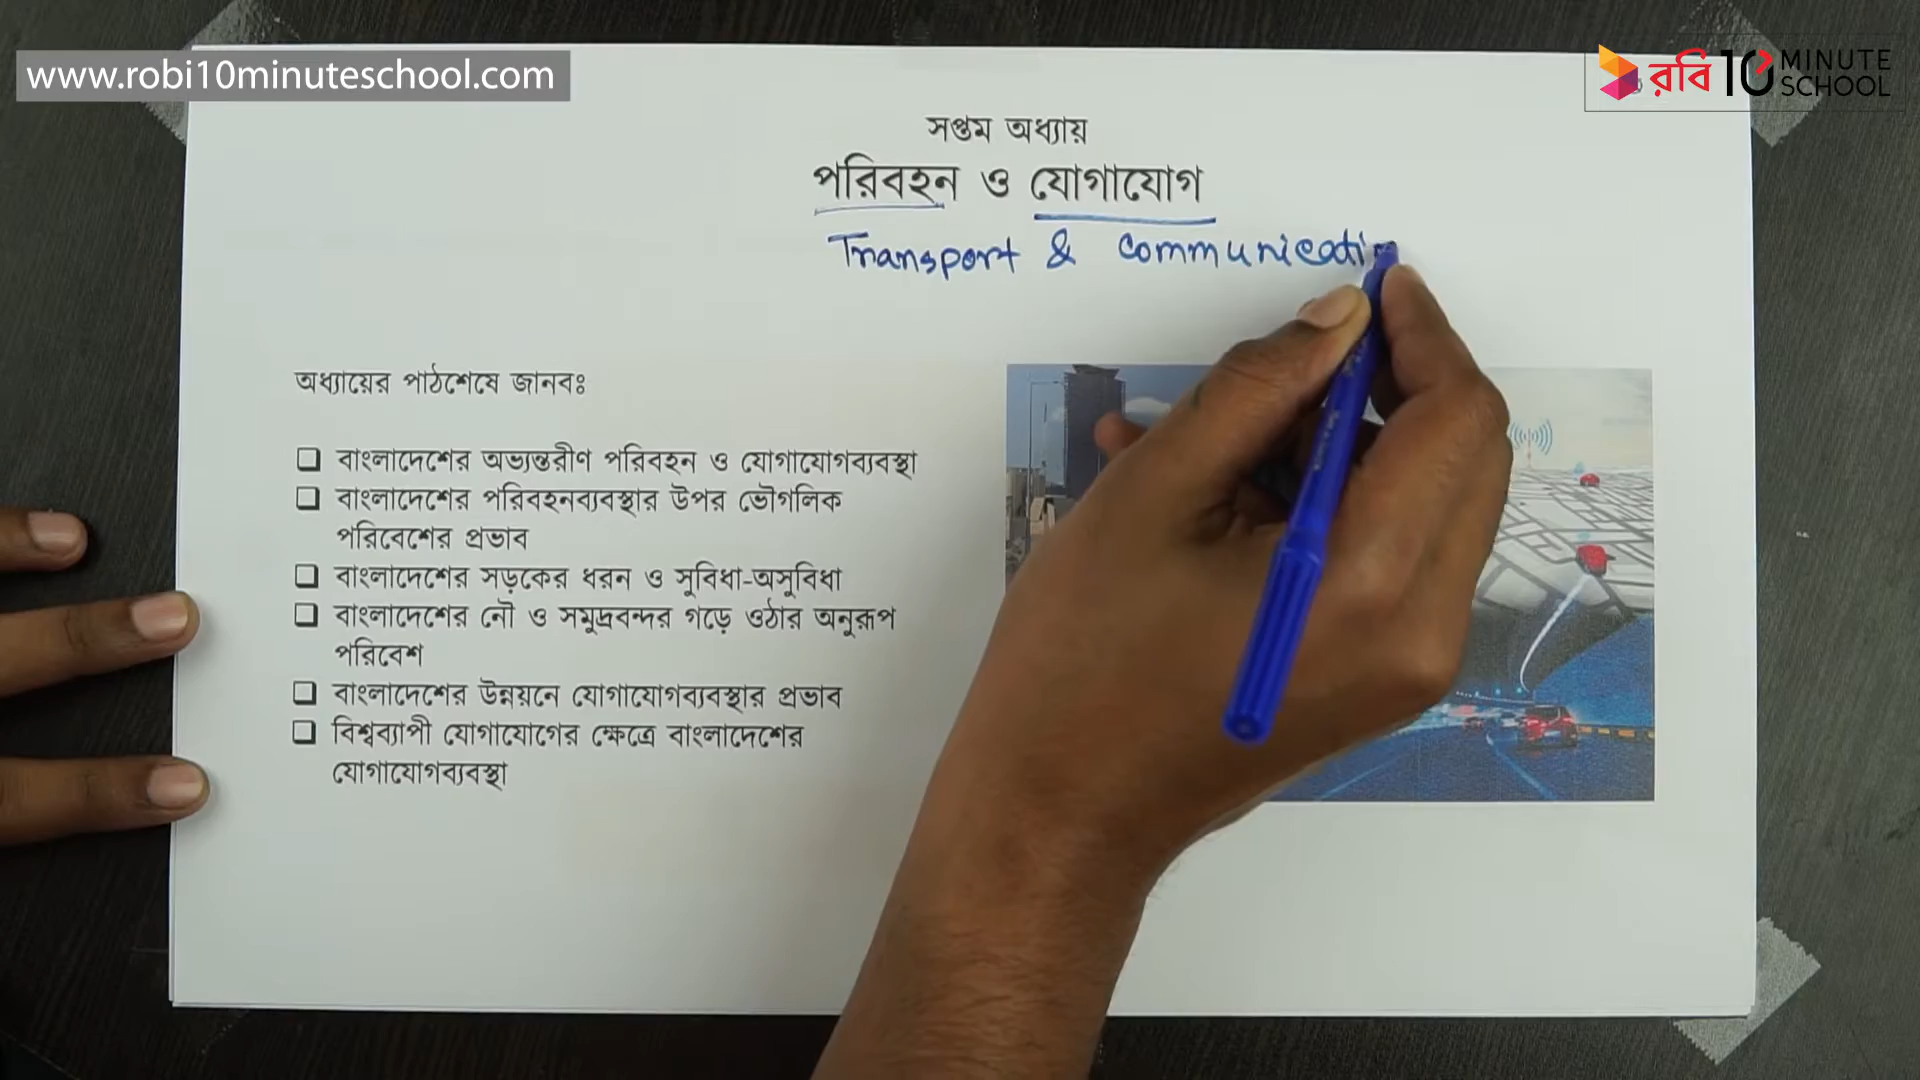 www.robi10minuteschool.com
রবি 10 MINUTE SCHOOL
সপ্তম অধ্যায়
পরিবহন ও যোগাযোগ
Transport & communication
অধ্যায়ের পাঠশেষে জানবঃ
বাংলাদেশের অভ্যন্তরীণ পরিবহন ও যোগাযোগব্যবস্থা
বাংলাদেশের পরিবহনব্যবস্থার উপর ভৌগলিক
পরিবেশের প্রভাব
বাংলাদেশের সড়কের ধরন ও সুবিধা-অসুবিধা
বাংলাদেশের নৌ ও সমুদ্রবন্দর গড়ে ওঠার অনুরূপ
পরিবেশ
বাংলাদেশের উন্নয়নে যোগাযোগব্যবস্থার প্রভাব
বিশ্বব্যাপী যোগাযোগের ক্ষেত্রে বাংলাদেশের
যোগাযোগব্যবস্থা